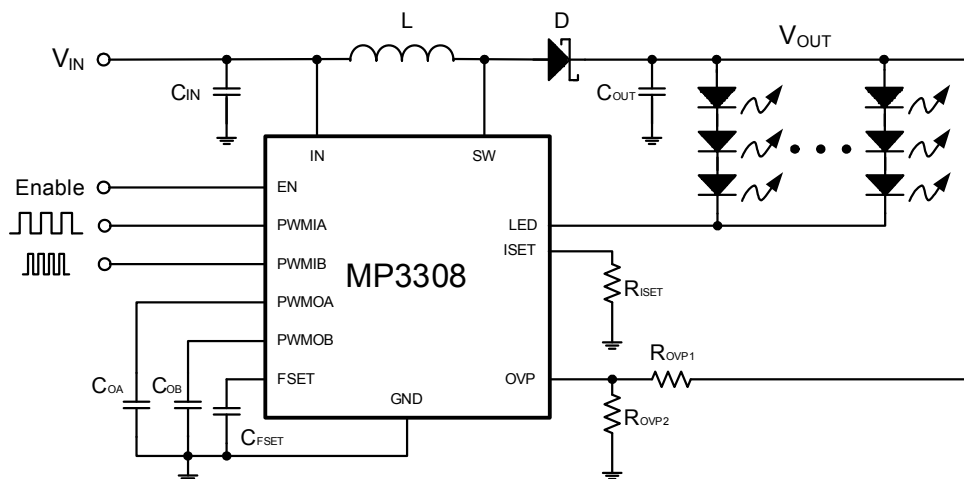 L
D
VIN
VOUT
CIN
COUT
IN
SW
Enable
EN
PWMIA
LED
PWMIB
ISET
MP3308
RISET
PWMOA
PWMOB
FSET
OVP
ROVP1
GND
COA
COB
CFSET
ROVP2